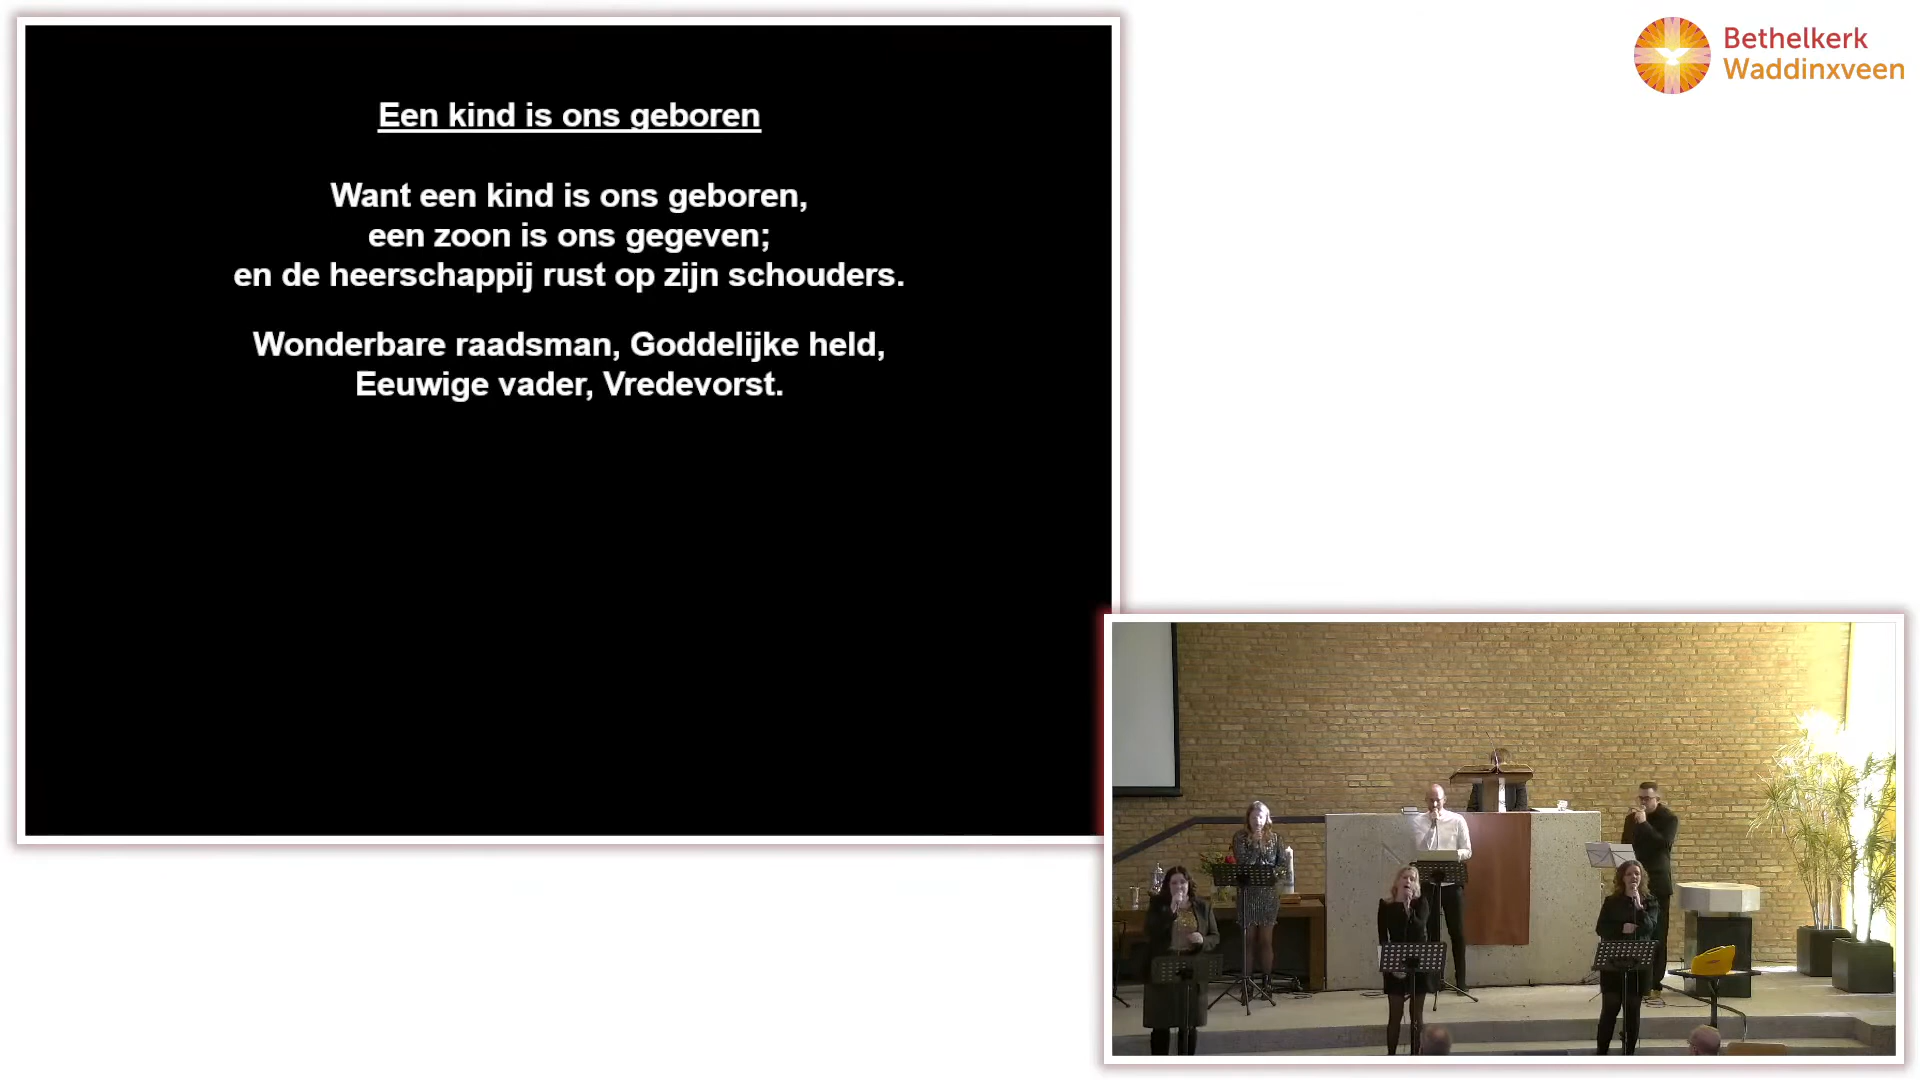 Een kind is ons geboren
Want een kind is ons geboren,
een zoon is ons gegeven;
en de heerschappij rust op zijn schouders.
Wonderbare raadsman, Goddelijke held,
Eeuwige vader, Vredevorst.
Bethelkerk
Waddinxveen